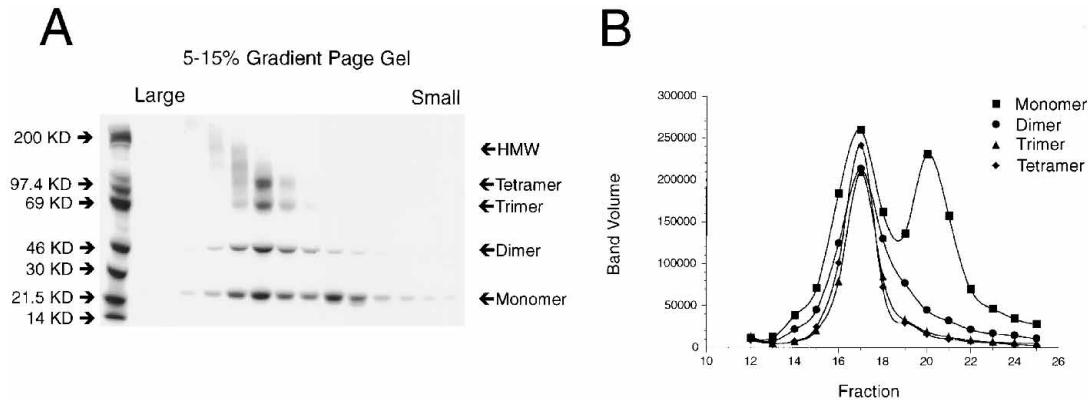 A
5-15% Gradient Page Gel
Large
Small
200 KD
97.4 KD
69 KD
46 KD
30 KD
21.5 KD
14 KD
HMW
Tetramer
Trimer
Dimer
Monomer
B
300000
250000
200000
150000
100000
50000
0
Band Volume
10 12 14 16 18 20 22 24 26
Fraction
Monomer
Dimer
Trimer
Tetramer